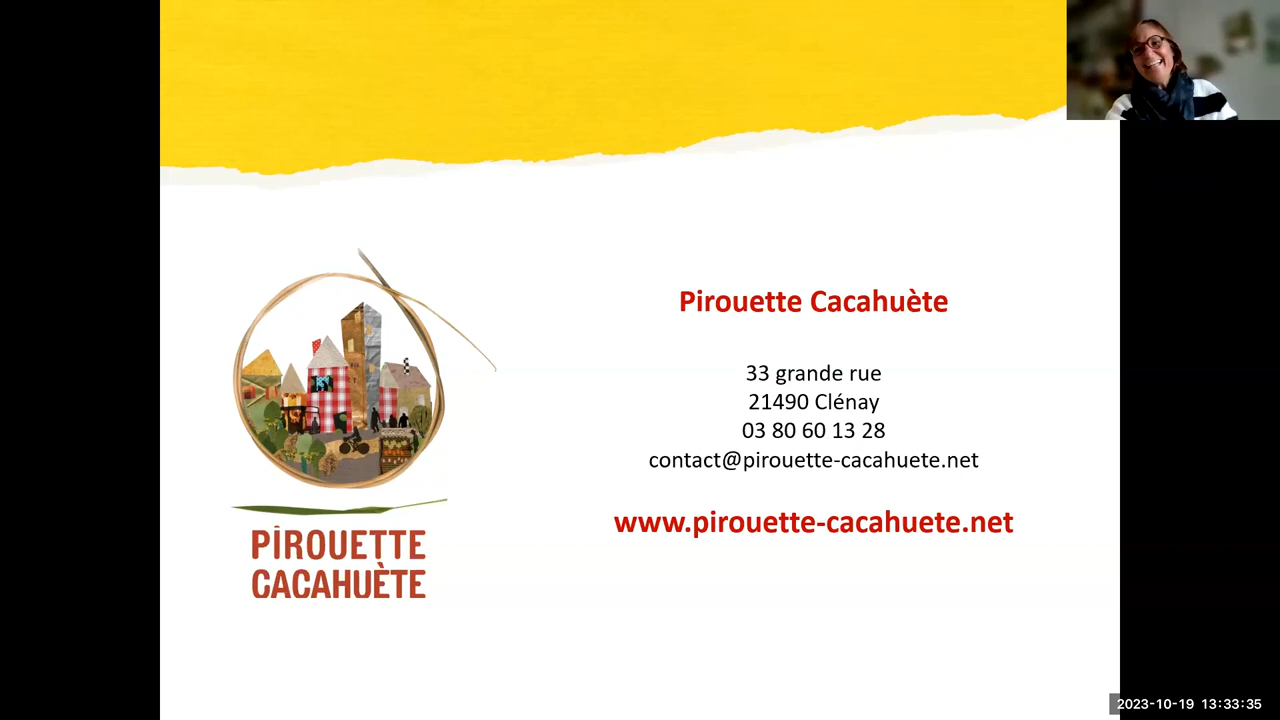 Pirouette Cacahuète
33 grande rue
21490 Clénay
03 80 60 13 28
contact@pirouette-cacahuete.net
www.pirouette-cacahuete.net
PIROUETTE
CACAHUÈTE
2023-10-19 13:33:35